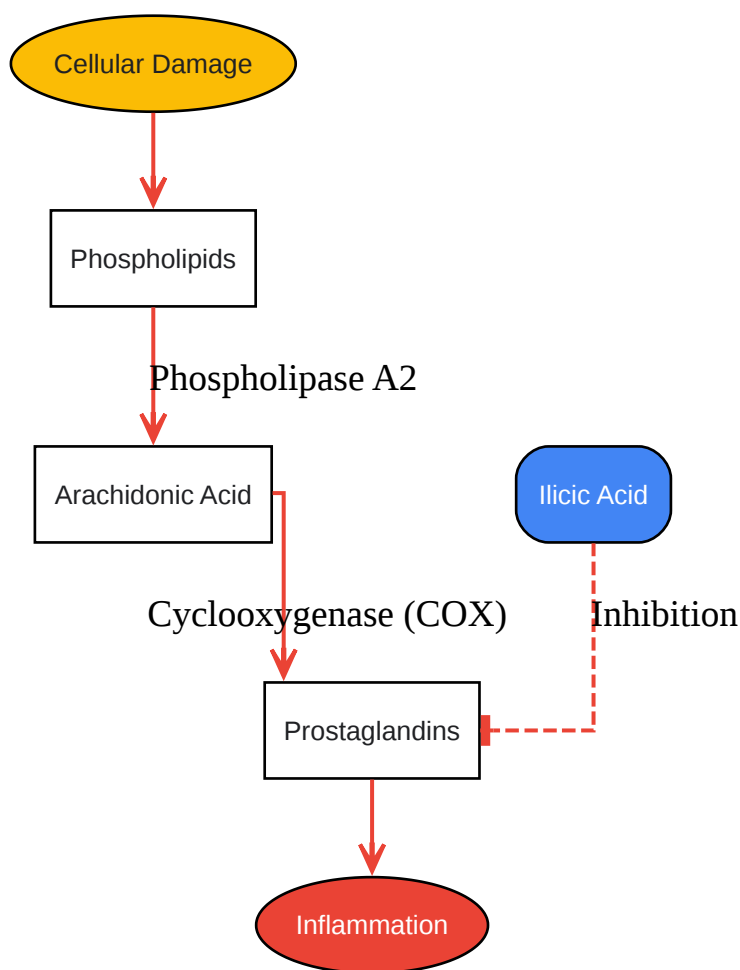 Cellular Damage
Phospholipids
Phospholipase A2
Arachidonic Acid
Ilicic Acid
Cyclooxygenase (COX)
Inhibition
Prostaglandins
Inflammation